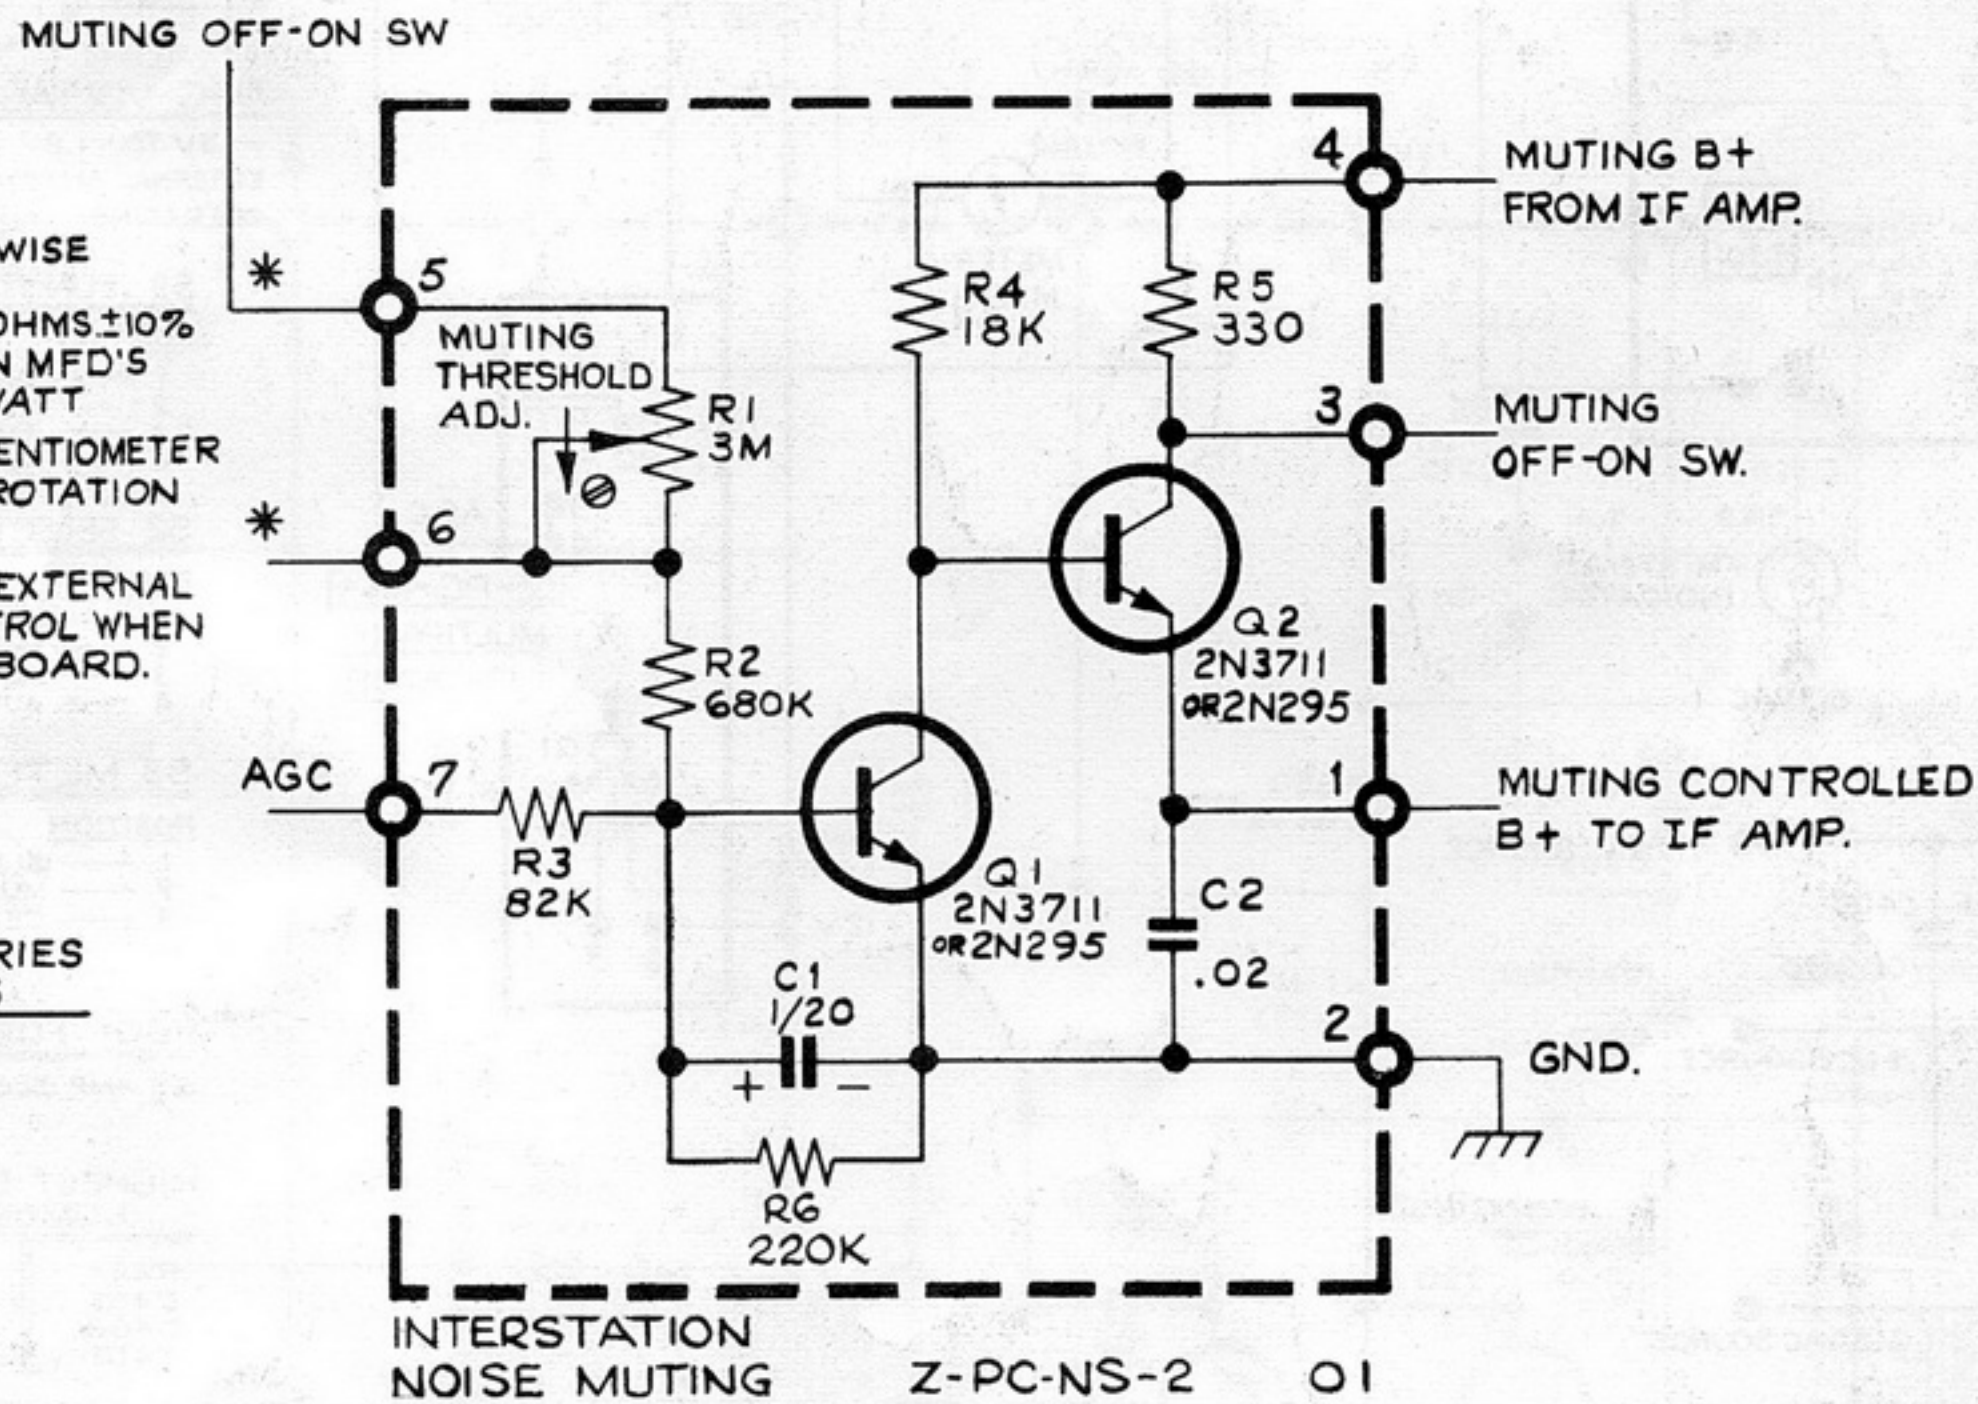 MUTING OFF-ON SW
WISE
OHMS ±10%
N MFD'S
WATT
ENTIOMETER
ROTATION
EXTERNAL
TROL WHEN
BOARD.
RIES
*
5
MUTING
THRESHOLD
ADJ.
R1
3M
*
6
R2
680K
AGC
7
R3
82K
C1
1/20
+ −
R6
220K
Q1
2N3711
OR 2N295
R4
18K
R5
330
Q2
2N3711
OR 2N295
C2
.02
4
MUTING B+
FROM IF AMP.
3
MUTING
OFF-ON SW.
1
MUTING CONTROLLED
B+ TO IF AMP.
2
GND.
INTERSTATION
NOISE MUTING
Z-PC-NS-2 01